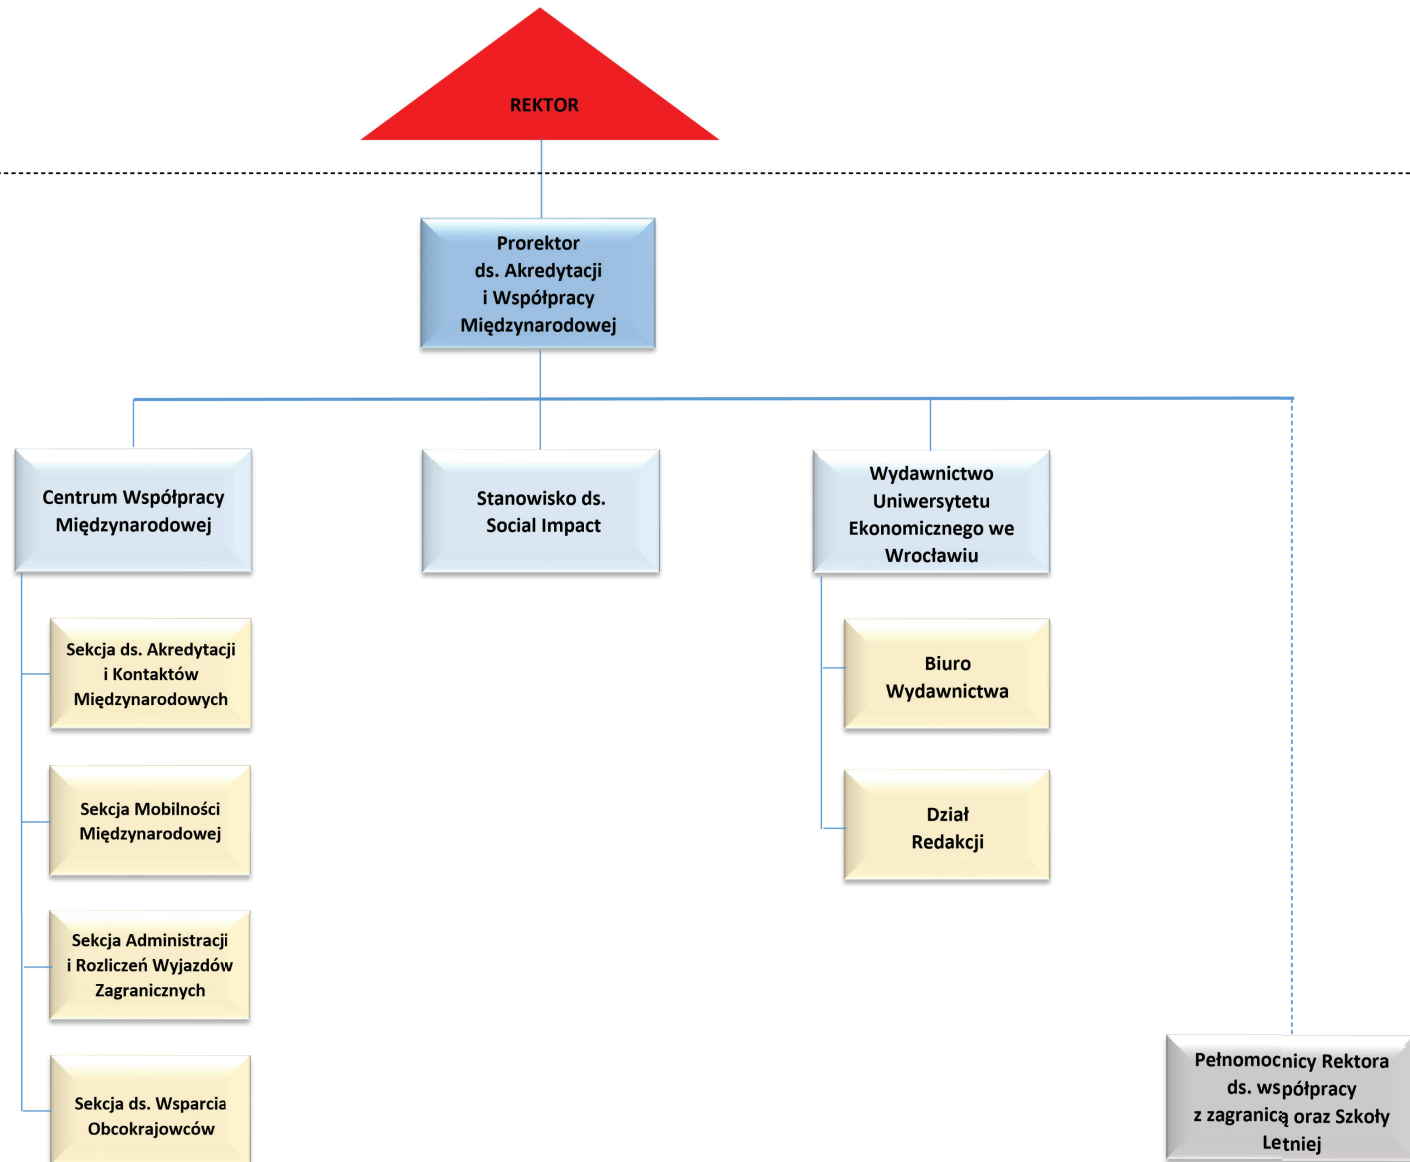 REKTOR
Prorektor
ds. Akredytacji
i Współpracy
Międzynarodowej
Centrum Współpracy
Międzynarodowej
Stanowisko ds.
Social Impact
Wydawnictwo
Uniwersytetu
Ekonomicznego we
Wrocławiu
Sekcja ds. Akredytacji
i Kontaktów
Międzynarodowych
Biuro
Wydawnictwa
Sekcja Mobilności
Międzynarodowej
Dział
Redakcji
Sekcja Administracji
i Rozliczeń Wyjazdów
Zagranicznych
Sekcja ds. Wsparcia
Obcokrajowców
Pełnomocnicy Rektora
ds. współpracy
z zagranicą oraz Szkoły
Letniej